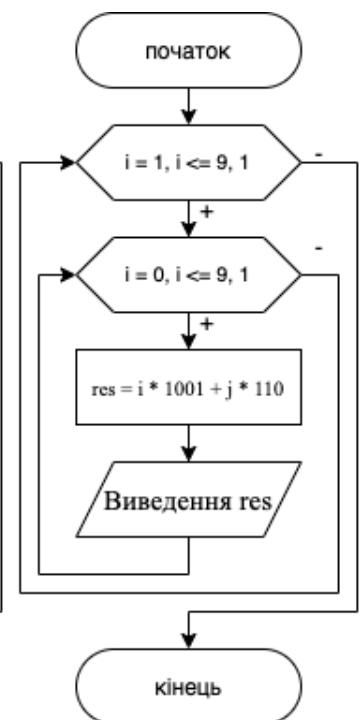 початок
i = 1, i <= 9, 1
-
+
i = 0, i <= 9, 1
-
+
res = i * 1001 + j * 110
Виведення res
кінець